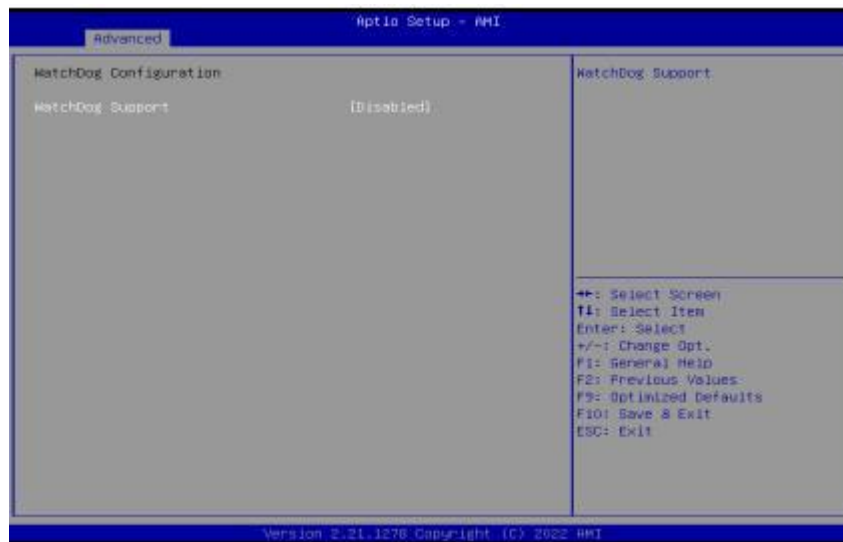 Aptio Setup - AMI
Advanced
WatchDog Configuration
WatchDog Support [Disabled]
WatchDog Support
→←: Select Screen
↑↓: Select Item
Enter: Select
+/-: Change Opt.
F1: General Help
F2: Previous Values
F9: Optimized Defaults
F10: Save & Exit
ESC: Exit
Version 2.21.1278 Copyright (C) 2022 AMI